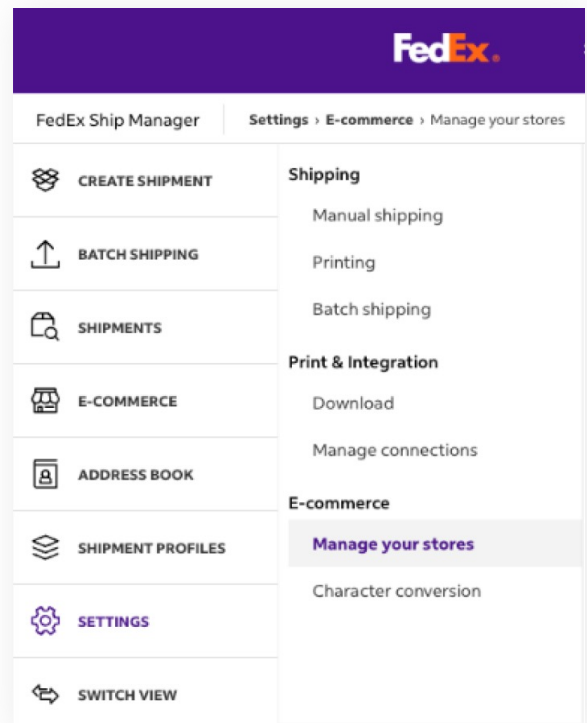 FedEx®
FedEx Ship Manager
Settings › E-commerce › Manage your stores
CREATE SHIPMENT
BATCH SHIPPING
SHIPMENTS
E-COMMERCE
ADDRESS BOOK
SHIPMENT PROFILES
SETTINGS
SWITCH VIEW
Shipping
Manual shipping
Printing
Batch shipping
Print & Integration
Download
Manage connections
E-commerce
Manage your stores
Character conversion